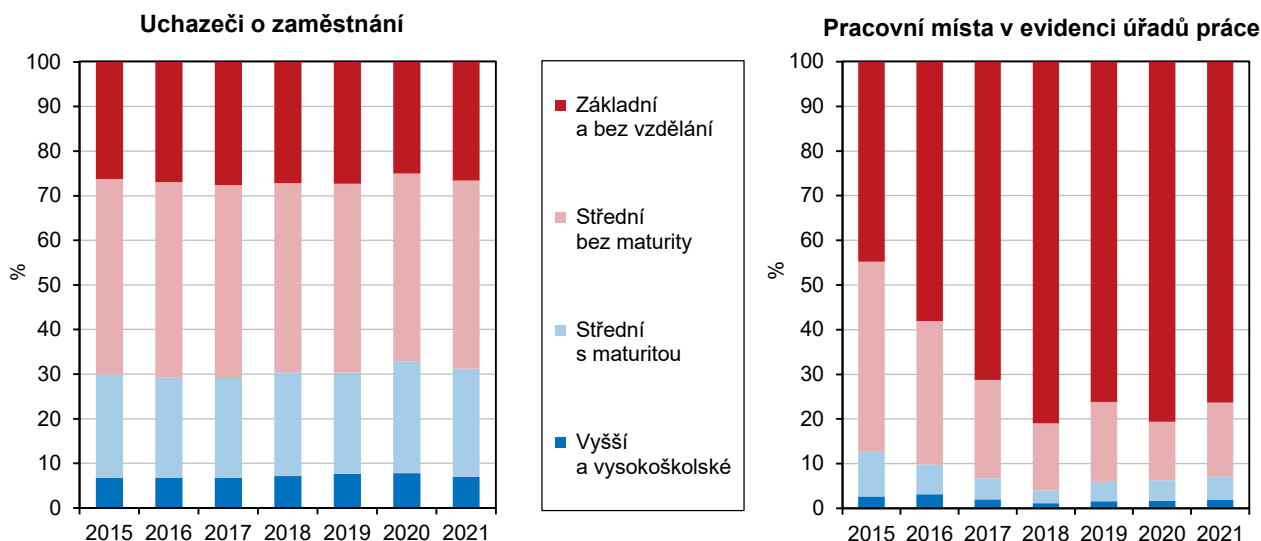 Uchazeči o zaměstnání
100
90
80
70
60
50
40
30
20
10
0
%
2015 2016 2017 2018 2019 2020 2021
Základní
a bez vzdělání
Střední
bez maturity
Střední
s maturitou
Vyšší
a vysokoškolské
Pracovní místa v evidenci úřadů práce
100
90
80
70
60
50
40
30
20
10
0
%
2015 2016 2017 2018 2019 2020 2021